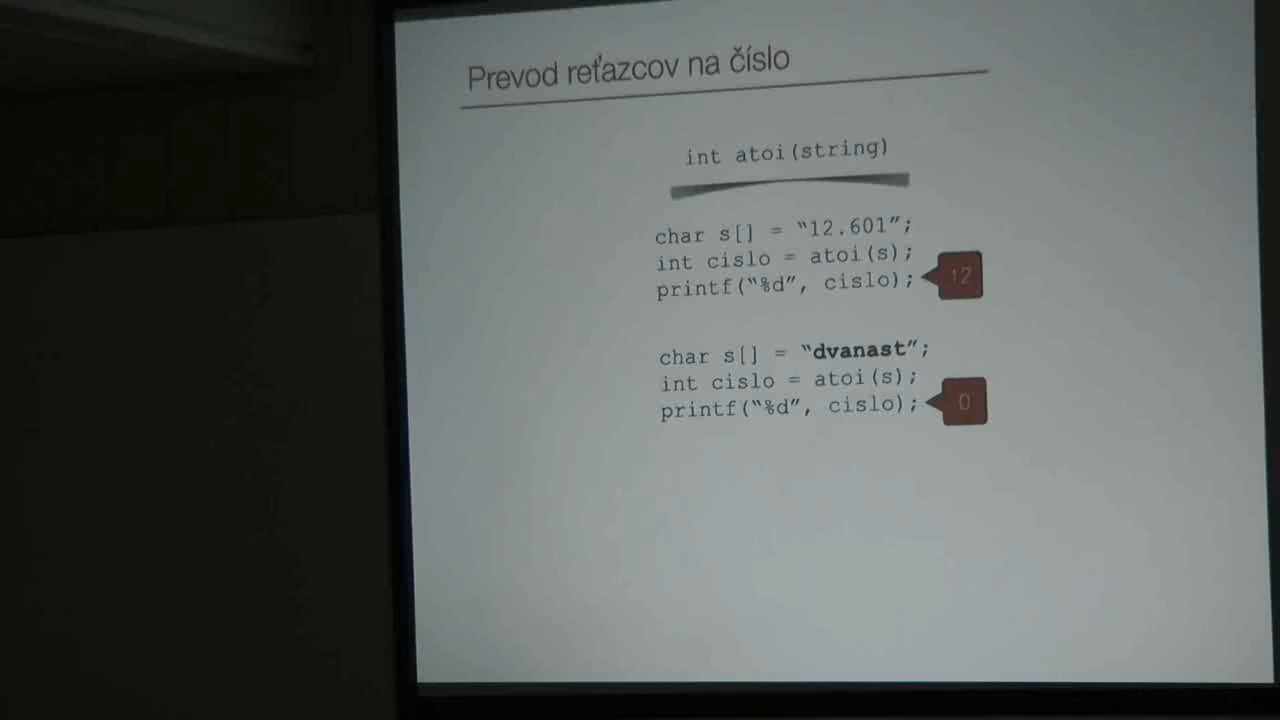 Prevod reťazcov na číslo
int atoi(string)
char s[] = “12.601”;
int cislo = atoi(s);
printf(“%d”, cislo);
12
char s[] = “dvanast”;
int cislo = atoi(s);
printf(“%d”, cislo);
0